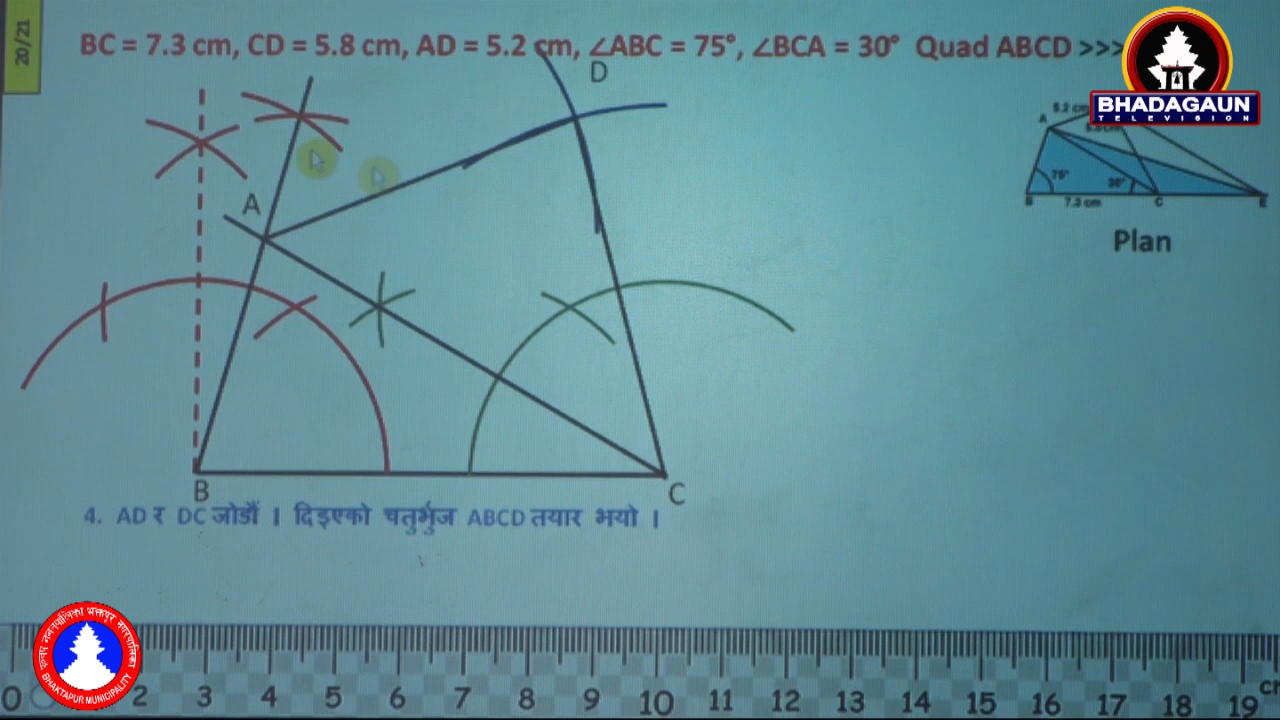 20/21
BC = 7.3 cm, CD = 5.8 cm, AD = 5.2 cm, ∠ABC = 75°, ∠BCA = 30° Quad ABCD >>>
BHADAGAUN
TELEVISION
D
A
B
C
5.2 cm
A
75°
30°
B
7.3 cm
C
E
Plan
4. AD र DC जोडौं । दिइएको चतुर्भुज ABCD तयार भयो ।
BHAKTAPUR MUNICIPALITY
0 2 3 4 5 6 7 8 9 10 11 12 13 14 15 16 17 18 19